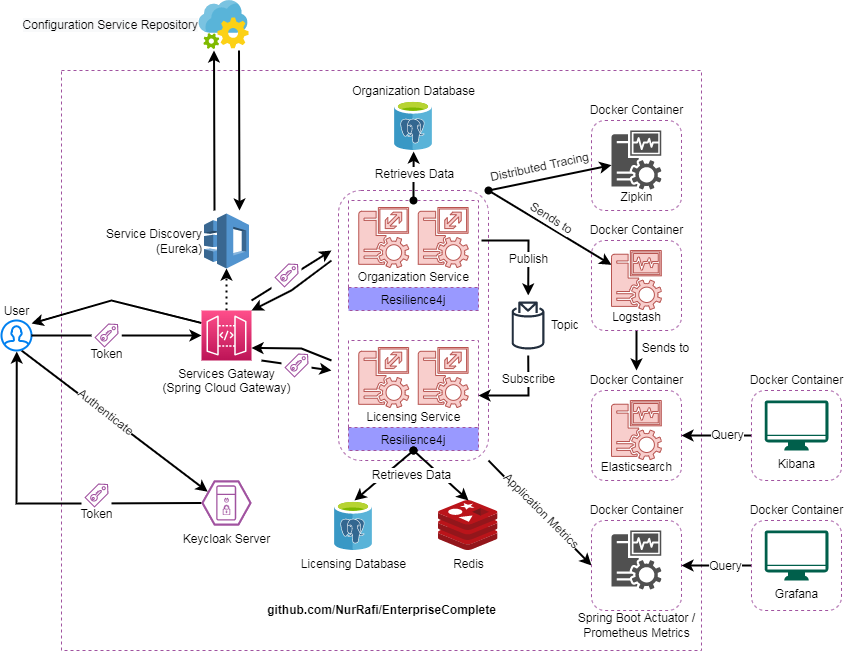 Configuration Service Repository
Organization Database
Docker Container
Retrieves Data
Distributed Tracing
Zipkin
Service Discovery
(Eureka)
Sends to
Docker Container
Publish
Organization Service
Resilience4j
Logstash
User
Token
Topic
Services Gateway
(Spring Cloud Gateway)
Sends to
Subscribe
Docker Container
Docker Container
Authenticate
Licensing Service
Resilience4j
Query
Elasticsearch
Kibana
Retrieves Data
Application Metrics
Token
Docker Container
Docker Container
Keycloak Server
Licensing Database
Redis
Query
Grafana
github.com/NurRafi/EnterpriseComplete
Spring Boot Actuator /
Prometheus Metrics